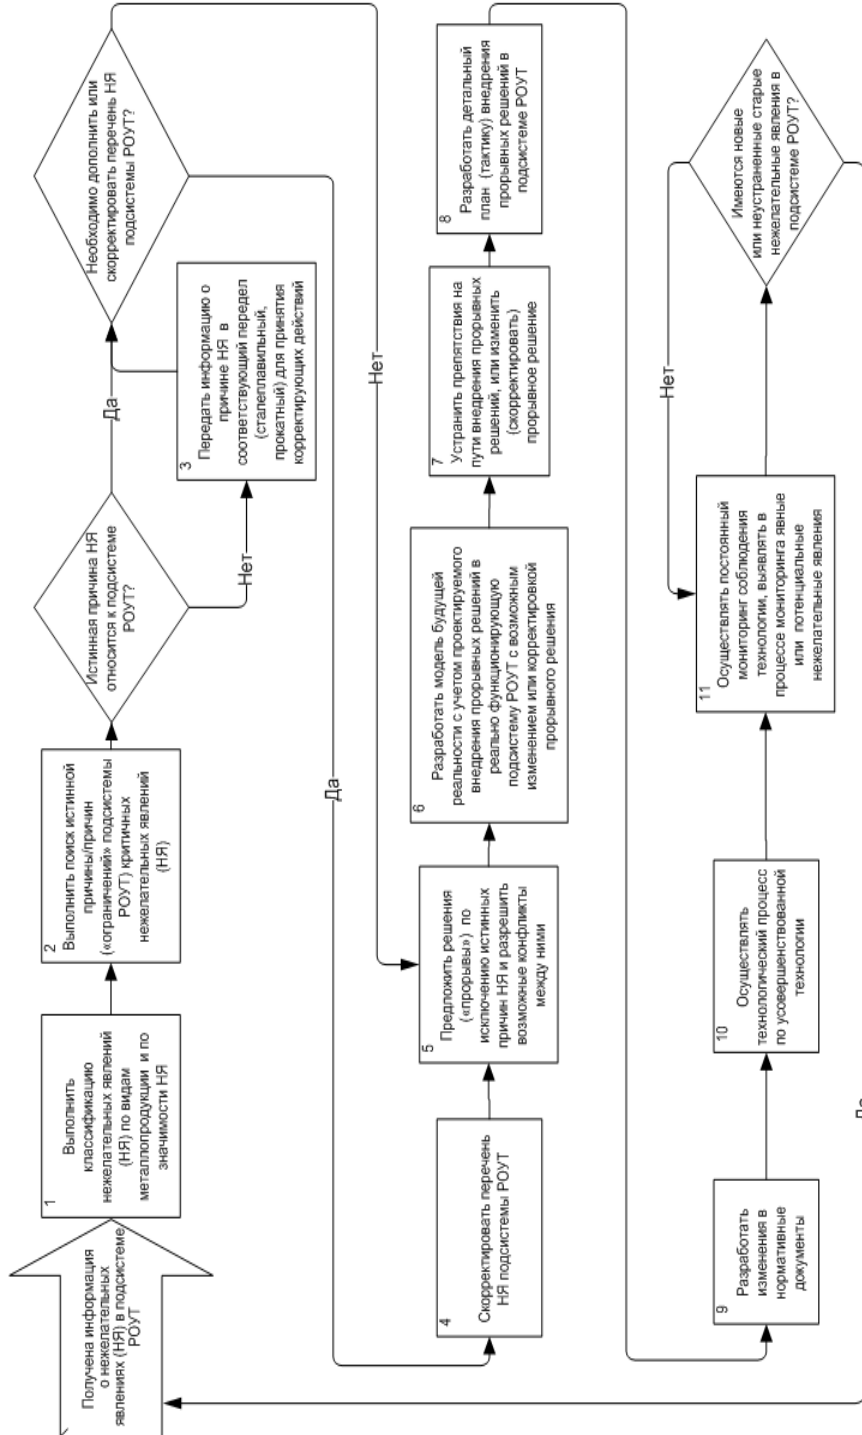 Получена информация
о нежелательных
явлениях (НЯ) в подсистеме
РОУТ
1
Выполнить
классификацию
нежелательных явлений
(НЯ) по видам
металлопродукции и по
значимости НЯ
2
Выполнить поиск истинной
причины/причин
(«ограничений» подсистемы
РОУТ) критичных
нежелательных явлений
(НЯ)
Истинная причина НЯ
относится к подсистеме
РОУТ?
Да
Нет
3
Передать информацию о
причине НЯ в
соответствующий передел
(сталеплавильный,
прокатный) для принятия
корректирующих действий
Необходимо дополнить или
скорректировать перечень НЯ
подсистемы РОУТ?
Да
Нет
4
Скорректировать перечень
НЯ подсистемы РОУТ
5
Предложить решения
(«прорывы») по
исключению истинных
причин НЯ и разрешить
возможные конфликты
между ними
6
Разработать модель будущей
реальности с учетом проектируемого
внедрения прорывных решений в
реально функционирующую
подсистему РОУТ с возможным
изменением или корректировкой
прорывного решения
7
Устранить препятствия на
пути внедрения прорывных
решений, или изменить
(скорректировать)
прорывное решение
8
Разработать детальный
план (тактику) внедрения
прорывных решений в
подсистеме РОУТ
9
Разработать
изменения в
нормативные
документы
10
Осуществлять
технологический процесс
по усовершенствованной
технологии
11
Осуществлять постоянный
мониторинг соблюдения
технологии, выявлять в
процессе мониторинга явные
или потенциальные
нежелательные явления
Имеются новые
или неустраненные старые
нежелательные явления в
подсистеме РОУТ?
Нет
Да